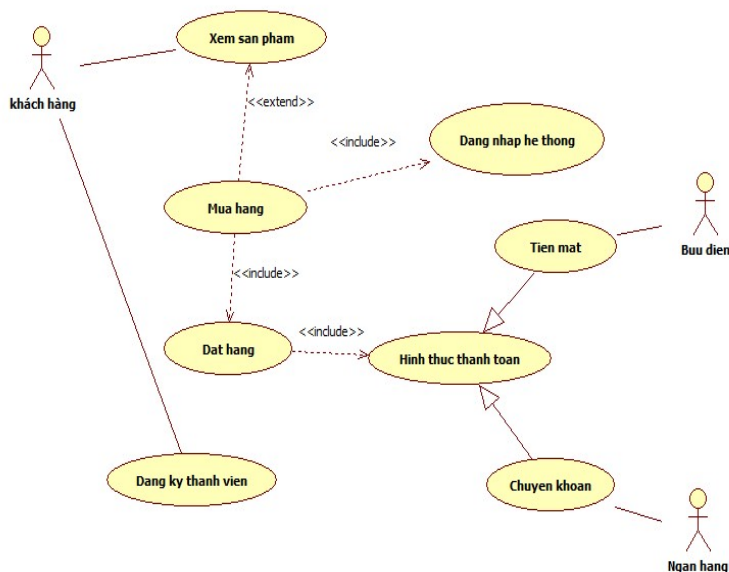 Xem san pham
khách hàng
<<extend>>
<<include>>
Dang nhap he thong
Mua hang
Tien mat
Buu dien
<<include>>
<<include>>
Dat hang
Hinh thuc thanh toan
Dang ky thanh vien
Chuyen khoan
Ngan hang